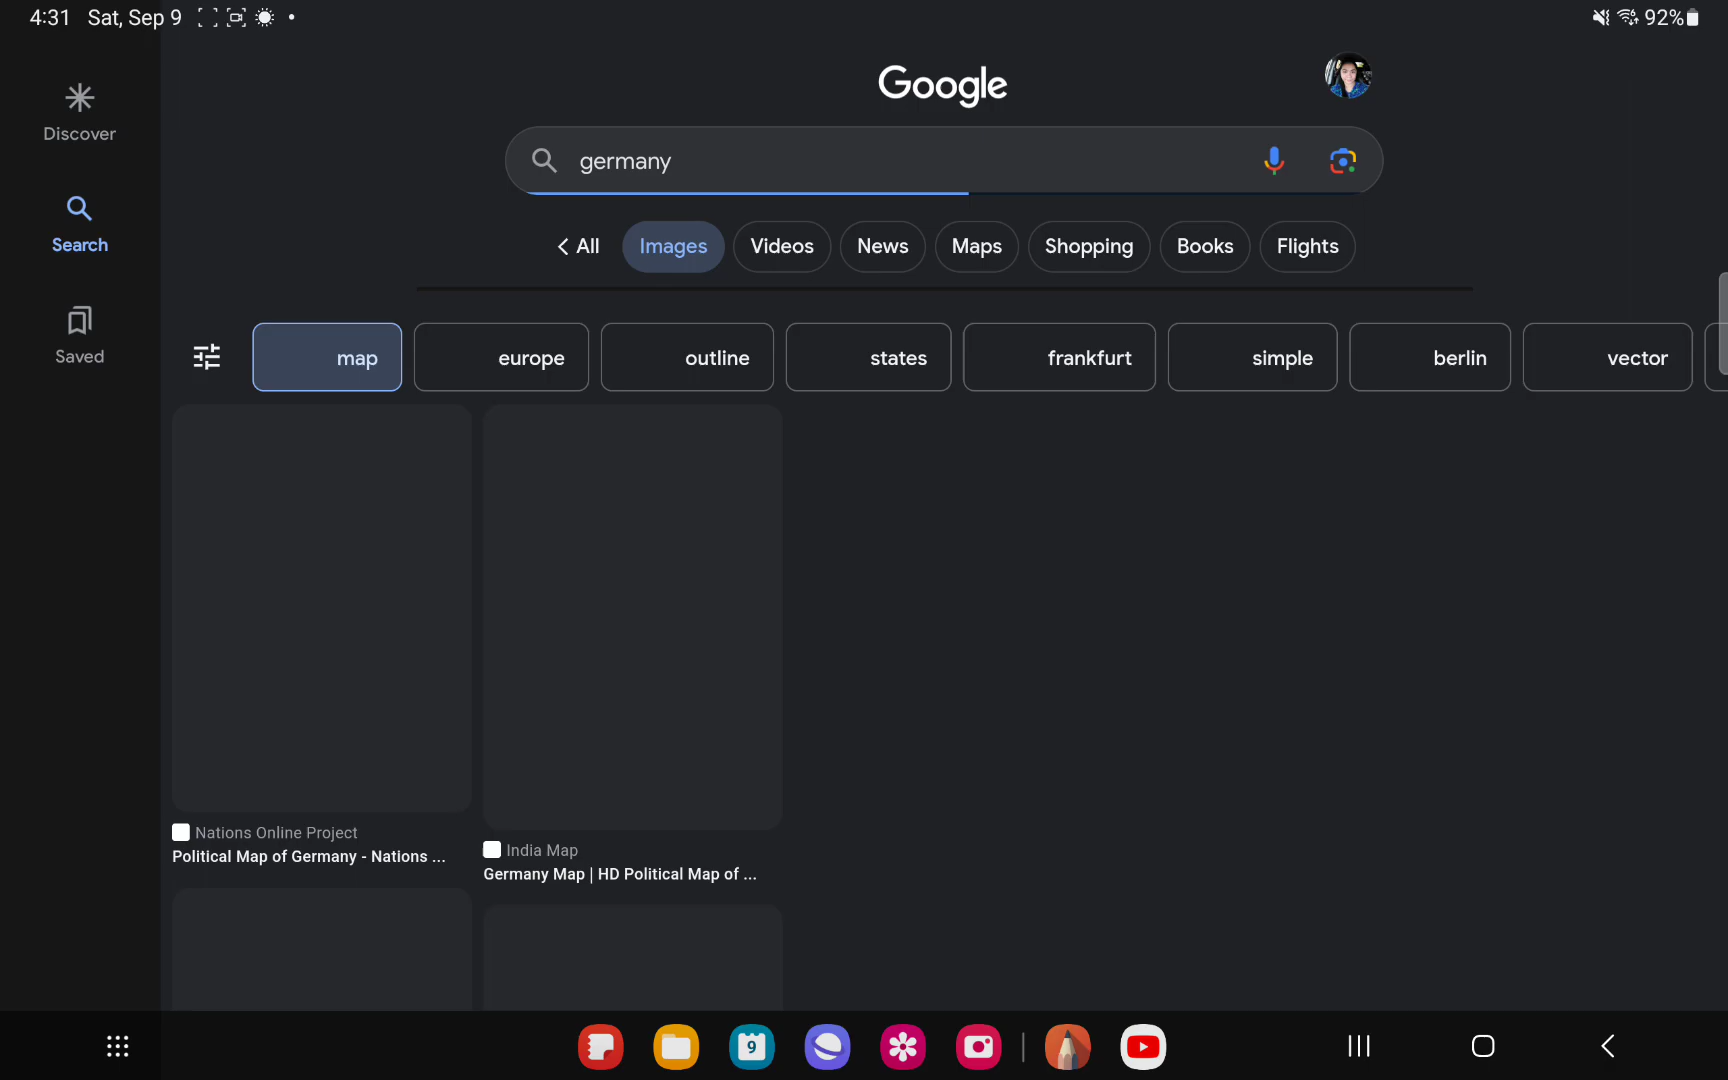 4:31 Sat, Sep 9
92%
Discover
Search
Saved
Google
germany
All Images Videos News Maps Shopping Books Flights
map europe outline states frankfurt simple berlin vector
Nations Online Project
Political Map of Germany - Nations ...
India Map
Germany Map | HD Political Map of ...
9